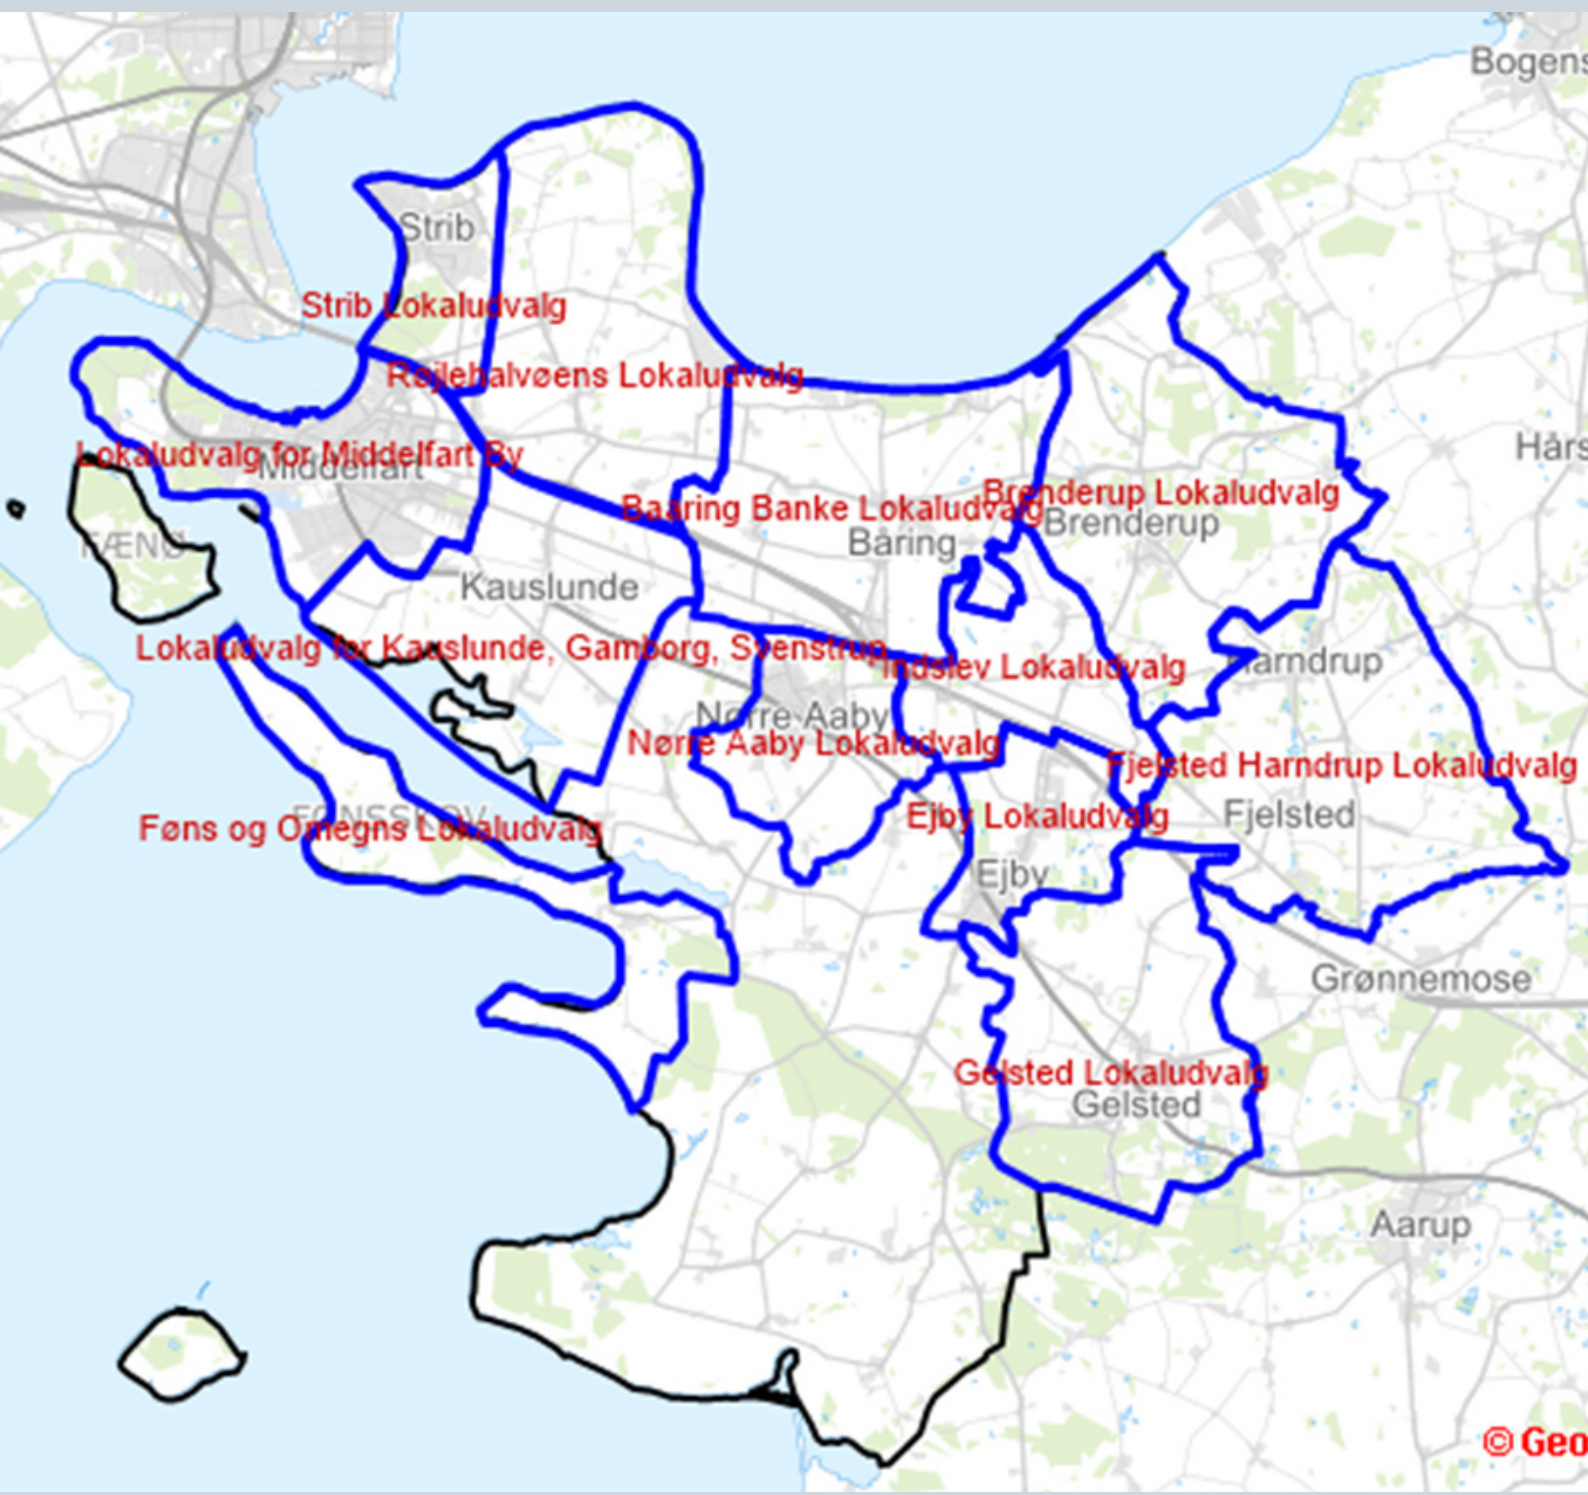 Bogens
Strib
Strib Lokaludvalg
Røjlehalvøens Lokaludvalg
Hårs
Lokaludvalg for Middelfart By
Middelfart
Brenderup Lokaludvalg
Baaring Banke Lokaludvalg
Brenderup
Båring
FÆNØ
Kauslunde
Lokaludvalg for Kauslunde, Gamborg, Svenstrup
Indslev Lokaludvalg
Harndrup
Nørre Aaby
Nørre Aaby Lokaludvalg
Fjelsted Harndrup Lokaludvalg
FØNSSKOV
Føns og Omegns Lokaludvalg
Ejby Lokaludvalg
Fjelsted
Ejby
Grønnemose
Gelsted Lokaludvalg
Gelsted
Aarup
© Geo